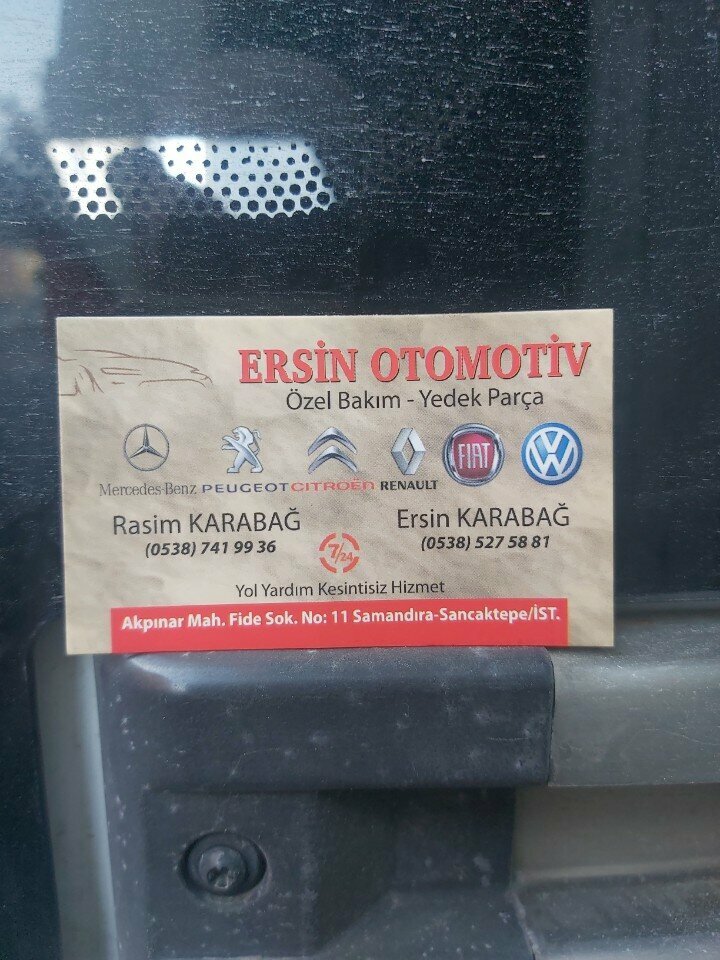 ERSİN OTOMOTİV
Özel Bakım - Yedek Parça
FIAT
Mercedes-Benz PEUGEOT CITROËN RENAULT
Rasim KARABAĞ
(0538) 741 99 36
Ersin KARABAĞ
(0538) 527 58 81
7/24
Yol Yardım Kesintisiz Hizmet
Akpınar Mah. Fide Sok. No: 11 Samandıra-Sancaktepe/İST.